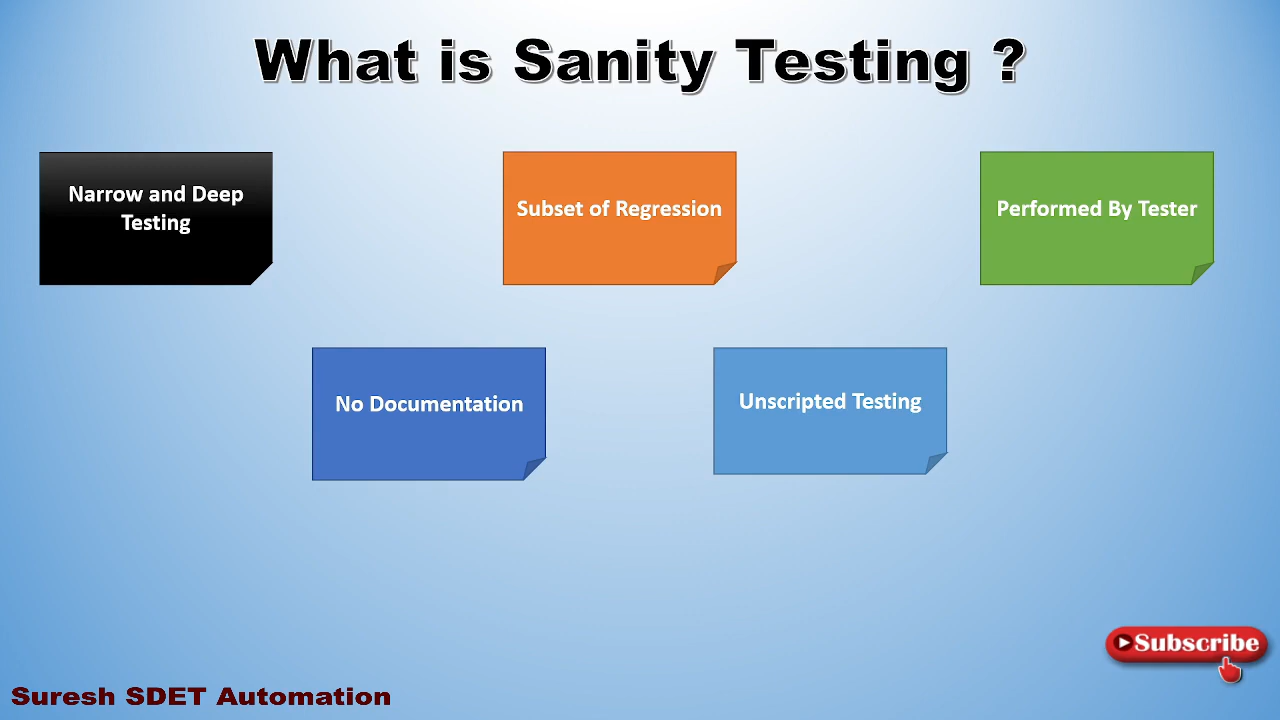 What is Sanity Testing ?
Narrow and Deep
Testing
Subset of Regression
Performed By Tester
No Documentation
Unscripted Testing
Subscribe
Suresh SDET Automation